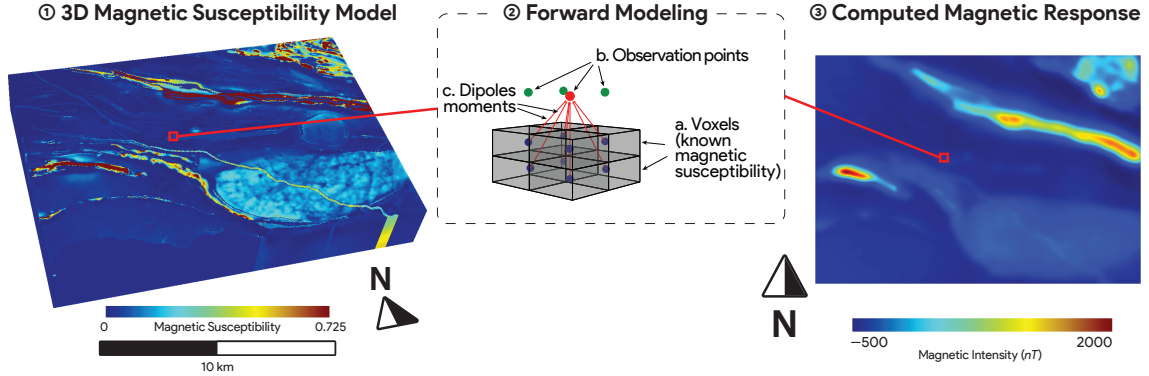 ① 3D Magnetic Susceptibility Model
② Forward Modeling
③ Computed Magnetic Response
b. Observation points
c. Dipoles
moments
a. Voxels
(known
magnetic
susceptibility)
N
0 Magnetic Susceptibility 0.725
10 km
N
−500 2000
Magnetic Intensity (nT)